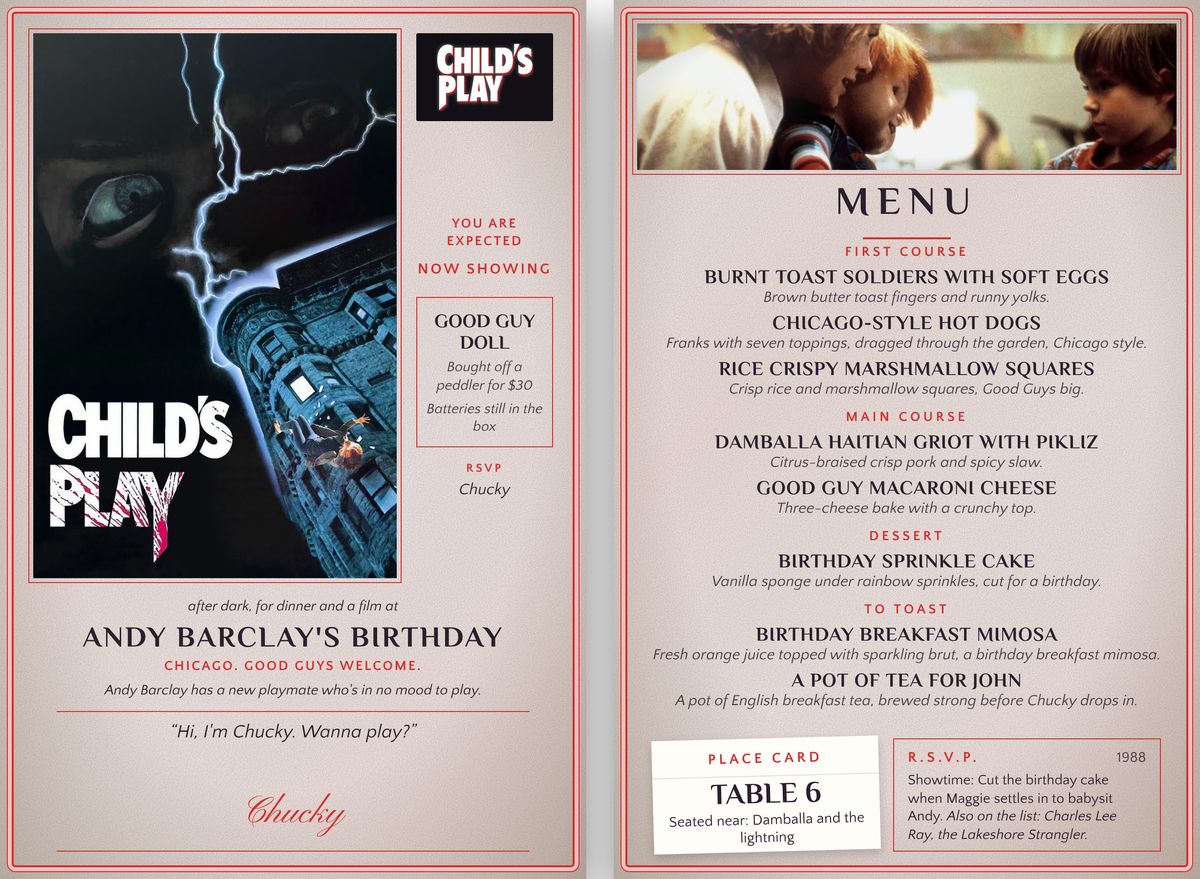 CHILD'S
PLAY
CHILD'S
PLAY
YOU ARE
EXPECTED
NOW SHOWING
GOOD GUY
DOLL
Bought off a
peddler for $30
Batteries still in the
box
RSVP
Chucky
after dark, for dinner and a film at
ANDY BARCLAY'S BIRTHDAY
CHICAGO. GOOD GUYS WELCOME.
Andy Barclay has a new playmate who's in no mood to play.
“Hi, I'm Chucky. Wanna play?”
Chucky
MENU
FIRST COURSE
BURNT TOAST SOLDIERS WITH SOFT EGGS
Brown butter toast fingers and runny yolks.
CHICAGO-STYLE HOT DOGS
Franks with seven toppings, dragged through the garden, Chicago style.
RICE CRISPY MARSHMALLOW SQUARES
Crisp rice and marshmallow squares, Good Guys big.
MAIN COURSE
DAMBALLA HAITIAN GRIOT WITH PIKLIZ
Citrus-braised crisp pork and spicy slaw.
GOOD GUY MACARONI CHEESE
Three-cheese bake with a crunchy top.
DESSERT
BIRTHDAY SPRINKLE CAKE
Vanilla sponge under rainbow sprinkles, cut for a birthday.
TO TOAST
BIRTHDAY BREAKFAST MIMOSA
Fresh orange juice topped with sparkling brut, a birthday breakfast mimosa.
A POT OF TEA FOR JOHN
A pot of English breakfast tea, brewed strong before Chucky drops in.
PLACE CARD
TABLE 6
Seated near: Damballa and the
lightning
R.S.V.P. 1988
Showtime: Cut the birthday cake
when Maggie settles in to babysit
Andy. Also on the list: Charles Lee
Ray, the Lakeshore Strangler.